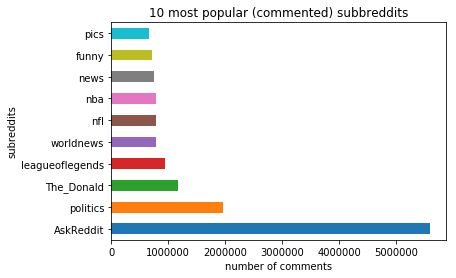 10 most popular (commented) subbreddits
pics
funny
news
nba
nfl
worldnews
leagueoflegends
The_Donald
politics
AskReddit
subreddits
0 1000000 2000000 3000000 4000000 5000000
number of comments